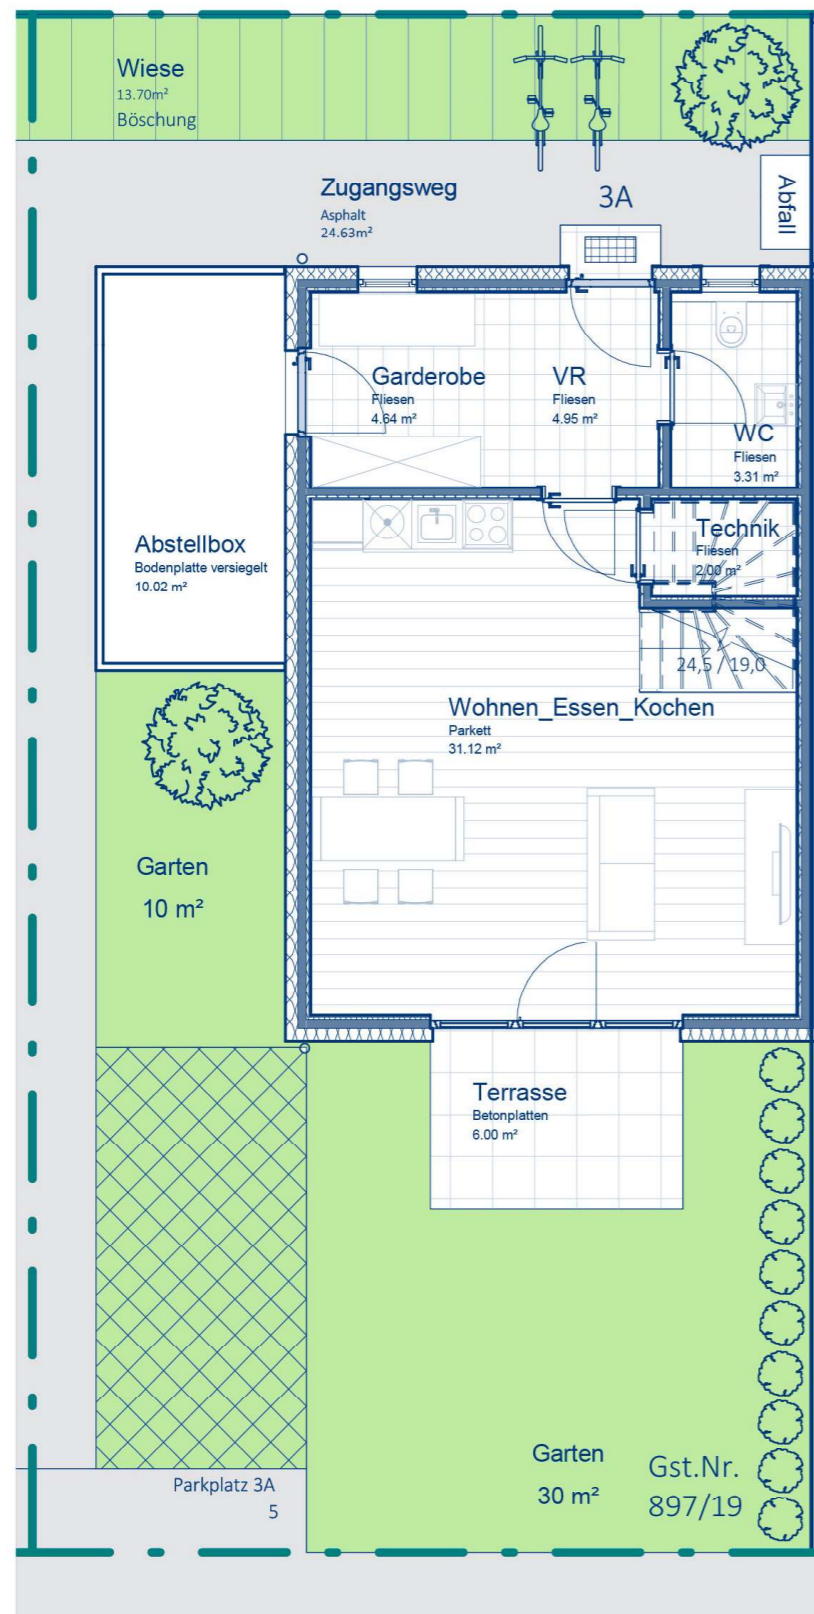 Wiese
13.70m²
Böschung
Zugangsweg
Asphalt
24.63m²
3A
Abfall
Garderobe
Fliesen
4.64 m²
VR
Fliesen
4.95 m²
WC
Fliesen
3.31 m²
Technik
Fliesen
2.00 m²
Abstellbox
Bodenplatte versiegelt
10.02 m²
24,5 / 19,0
Wohnen_Essen_Kochen
Parkett
31.12 m²
Garten
10 m²
Terrasse
Betonplatten
6.00 m²
Garten
30 m²
Gst.Nr.
897/19
Parkplatz 3A
5